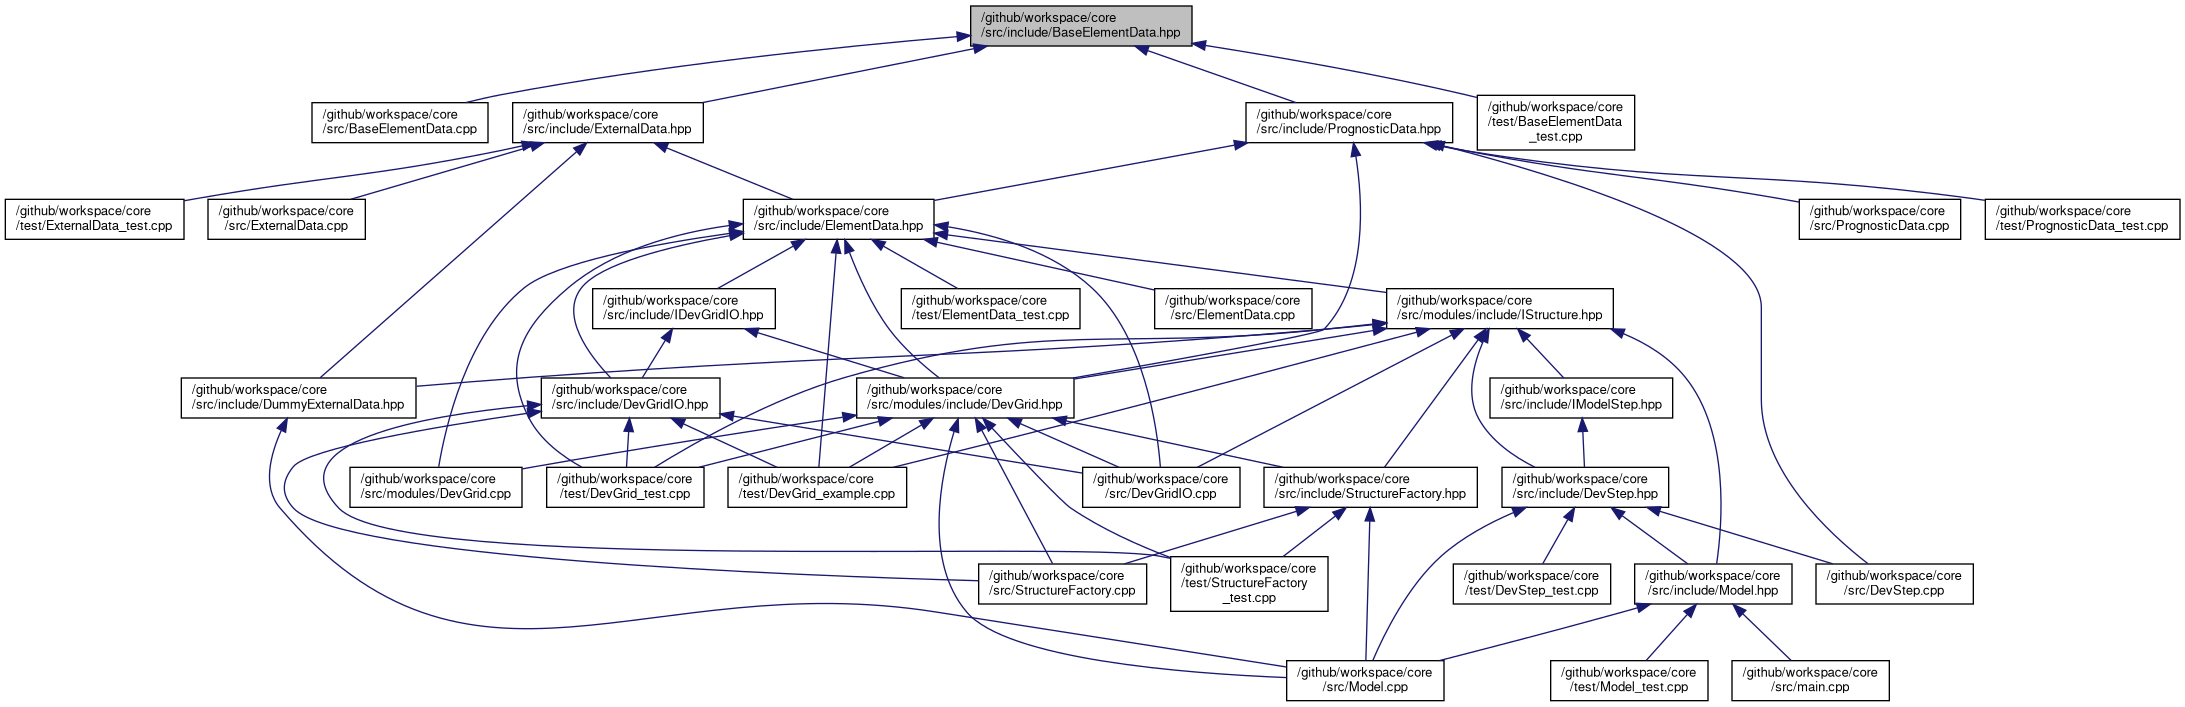 /github/workspace/core
/src/include/BaseElementData.hpp
/github/workspace/core
/src/BaseElementData.cpp
/github/workspace/core
/src/include/ExternalData.hpp
/github/workspace/core
/src/include/PrognosticData.hpp
/github/workspace/core
/test/BaseElementData
_test.cpp
/github/workspace/core
/test/ExternalData_test.cpp
/github/workspace/core
/src/ExternalData.cpp
/github/workspace/core
/src/include/ElementData.hpp
/github/workspace/core
/src/PrognosticData.cpp
/github/workspace/core
/test/PrognosticData_test.cpp
/github/workspace/core
/src/include/IDevGridIO.hpp
/github/workspace/core
/test/ElementData_test.cpp
/github/workspace/core
/src/ElementData.cpp
/github/workspace/core
/src/modules/include/IStructure.hpp
/github/workspace/core
/src/include/DummyExternalData.hpp
/github/workspace/core
/src/include/DevGridIO.hpp
/github/workspace/core
/src/modules/include/DevGrid.hpp
/github/workspace/core
/src/include/IModelStep.hpp
/github/workspace/core
/src/modules/DevGrid.cpp
/github/workspace/core
/test/DevGrid_test.cpp
/github/workspace/core
/test/DevGrid_example.cpp
/github/workspace/core
/src/DevGridIO.cpp
/github/workspace/core
/src/include/StructureFactory.hpp
/github/workspace/core
/src/include/DevStep.hpp
/github/workspace/core
/src/StructureFactory.cpp
/github/workspace/core
/test/StructureFactory
_test.cpp
/github/workspace/core
/test/DevStep_test.cpp
/github/workspace/core
/src/include/Model.hpp
/github/workspace/core
/src/DevStep.cpp
/github/workspace/core
/src/Model.cpp
/github/workspace/core
/test/Model_test.cpp
/github/workspace/core
/src/main.cpp